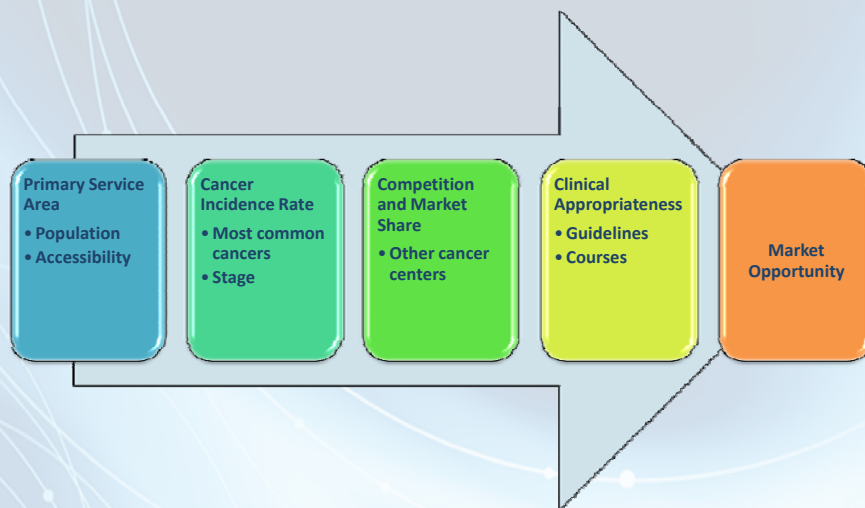 Primary Service
Area
• Population
• Accessibility
Cancer
Incidence Rate
• Most common
cancers
• Stage
Competition
and Market
Share
• Other cancer
centers
Clinical
Appropriateness
• Guidelines
• Courses
Market
Opportunity